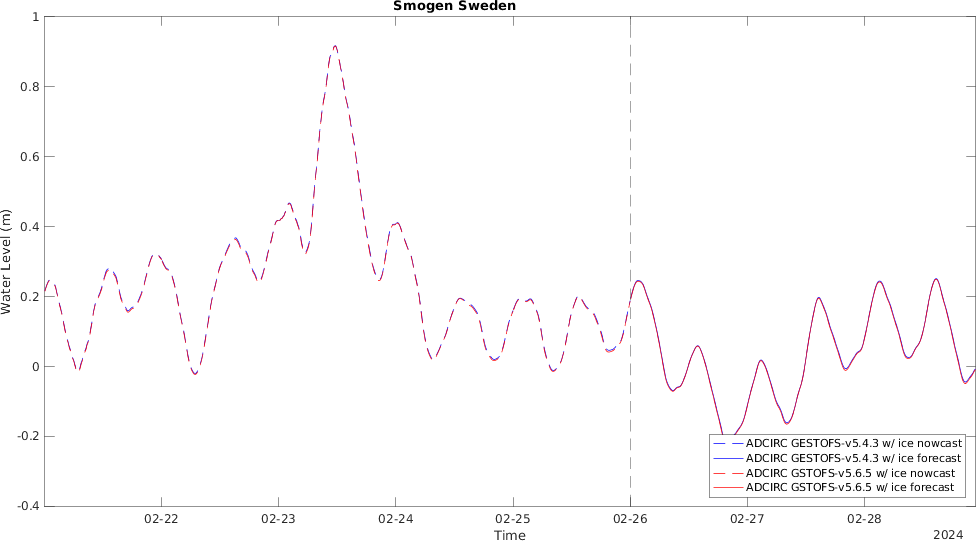 Smogen Sweden
1
0.8
0.6
0.4
0.2
0
-0.2
-0.4
Water Level (m)
ADCIRC GESTOFS-v5.4.3 w/ ice nowcast
ADCIRC GESTOFS-v5.4.3 w/ ice forecast
ADCIRC GSTOFS-v5.6.5 w/ ice nowcast
ADCIRC GSTOFS-v5.6.5 w/ ice forecast
02-22 02-23 02-24 02-25 02-26 02-27 02-28
Time
2024